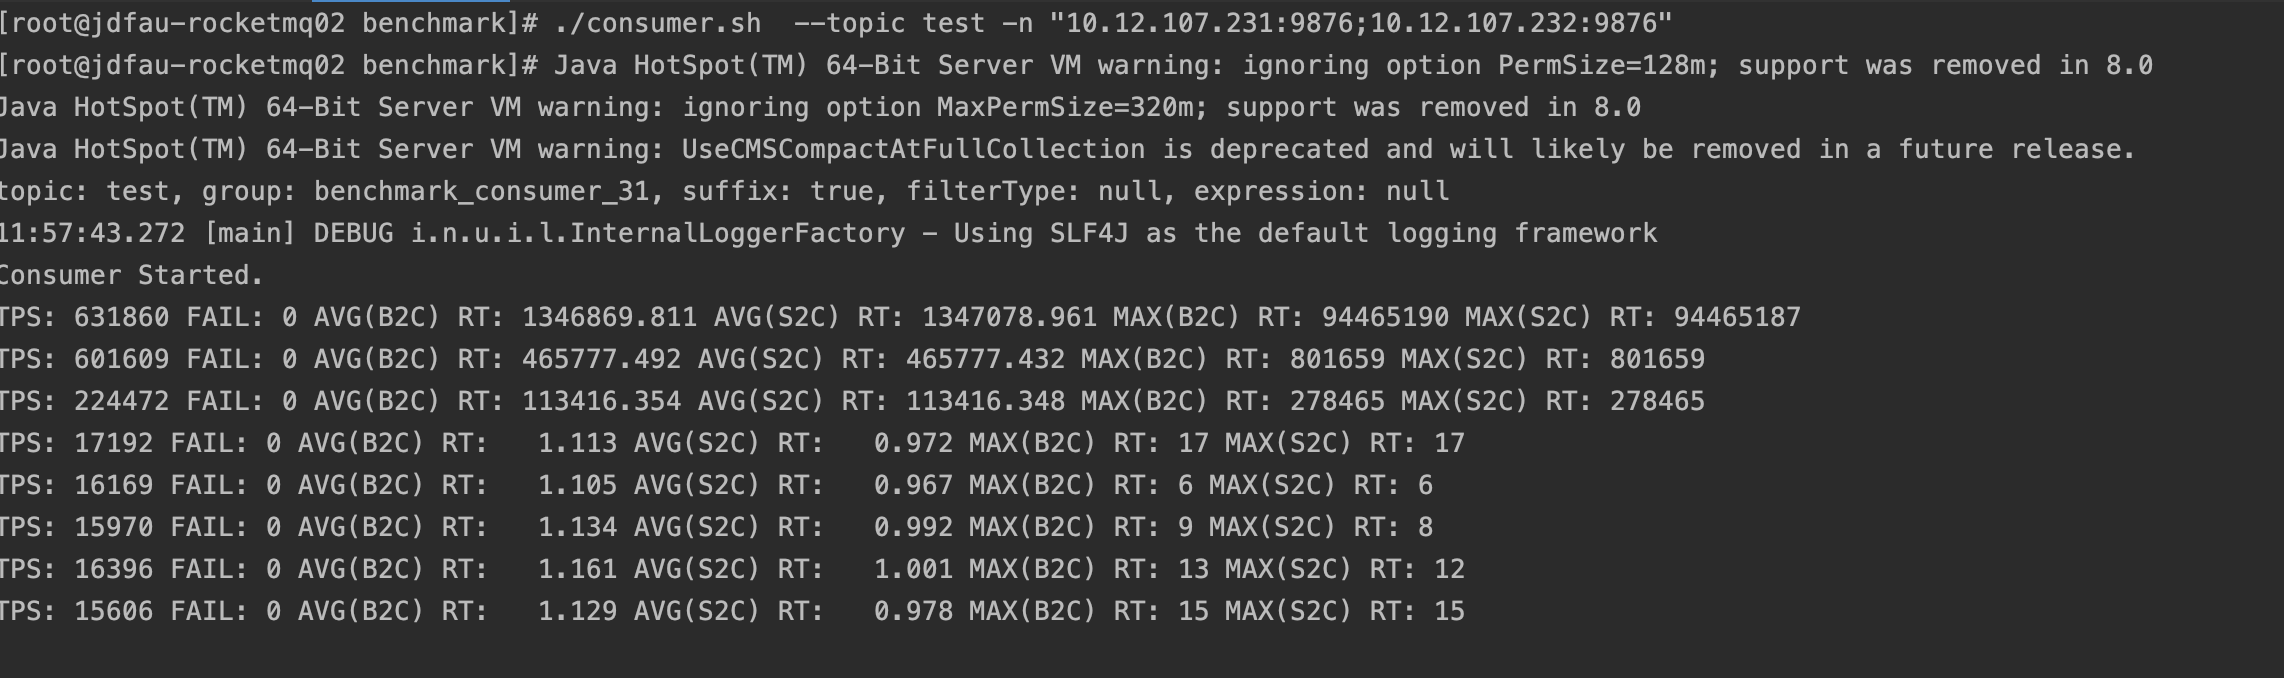 [root@jdfau-rocketmq02 benchmark]# ./consumer.sh  --topic test -n "10.12.107.231:9876;10.12.107.232:9876"
[root@jdfau-rocketmq02 benchmark]# Java HotSpot(TM) 64-Bit Server VM warning: ignoring option PermSize=128m; support was removed in 8.0
Java HotSpot(TM) 64-Bit Server VM warning: ignoring option MaxPermSize=320m; support was removed in 8.0
Java HotSpot(TM) 64-Bit Server VM warning: UseCMSCompactAtFullCollection is deprecated and will likely be removed in a future release.
topic: test, group: benchmark_consumer_31, suffix: true, filterType: null, expression: null
11:57:43.272 [main] DEBUG i.n.u.i.l.InternalLoggerFactory - Using SLF4J as the default logging framework
Consumer Started.
TPS: 631860 FAIL: 0 AVG(B2C) RT: 1346869.811 AVG(S2C) RT: 1347078.961 MAX(B2C) RT: 94465190 MAX(S2C) RT: 94465187
TPS: 601609 FAIL: 0 AVG(B2C) RT: 465777.492 AVG(S2C) RT: 465777.432 MAX(B2C) RT: 801659 MAX(S2C) RT: 801659
TPS: 224472 FAIL: 0 AVG(B2C) RT: 113416.354 AVG(S2C) RT: 113416.348 MAX(B2C) RT: 278465 MAX(S2C) RT: 278465
TPS: 17192 FAIL: 0 AVG(B2C) RT:   1.113 AVG(S2C) RT:   0.972 MAX(B2C) RT: 17 MAX(S2C) RT: 17
TPS: 16169 FAIL: 0 AVG(B2C) RT:   1.105 AVG(S2C) RT:   0.967 MAX(B2C) RT: 6 MAX(S2C) RT: 6
TPS: 15970 FAIL: 0 AVG(B2C) RT:   1.134 AVG(S2C) RT:   0.992 MAX(B2C) RT: 9 MAX(S2C) RT: 8
TPS: 16396 FAIL: 0 AVG(B2C) RT:   1.161 AVG(S2C) RT:   1.001 MAX(B2C) RT: 13 MAX(S2C) RT: 12
TPS: 15606 FAIL: 0 AVG(B2C) RT:   1.129 AVG(S2C) RT:   0.978 MAX(B2C) RT: 15 MAX(S2C) RT: 15